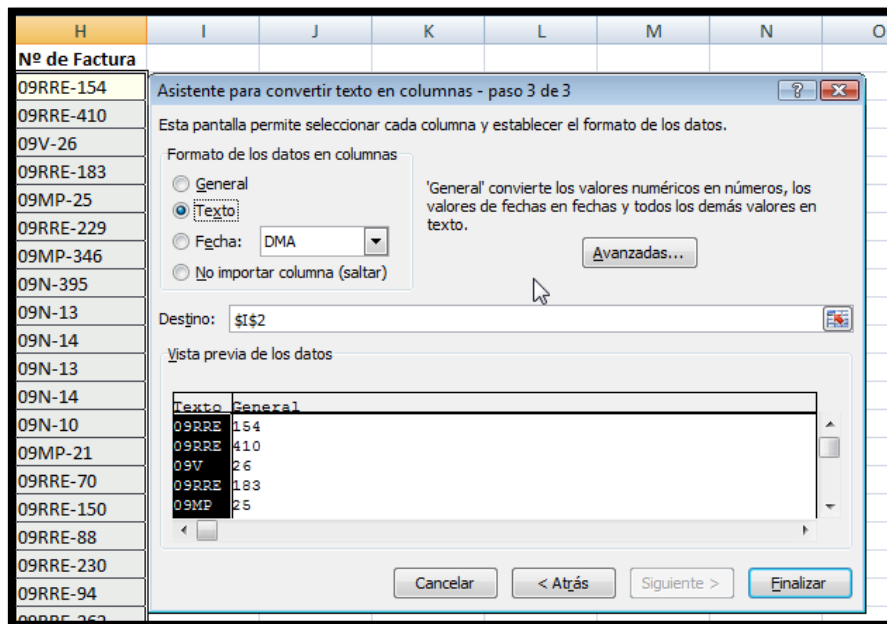 H I J K L M N O
Nº de Factura
09RRE-154
09RRE-410
09V-26
09RRE-183
09MP-25
09RRE-229
09MP-346
09N-395
09N-13
09N-14
09N-13
09N-14
09N-10
09MP-21
09RRE-70
09RRE-150
09RRE-88
09RRE-230
09RRE-94
09RRE-262
Asistente para convertir texto en columnas - paso 3 de 3
Esta pantalla permite seleccionar cada columna y establecer el formato de los datos.
Formato de los datos en columnas
General
Texto
Fecha: DMA
No importar columna (saltar)
'General' convierte los valores numéricos en números, los
valores de fechas en fechas y todos los demás valores en
texto.
Avanzadas...
Destino: $I$2
Vista previa de los datos
Texto General
09RRE 154
09RRE 410
09V 26
09RRE 183
09MP 25
Cancelar < Atrás Siguiente > Finalizar